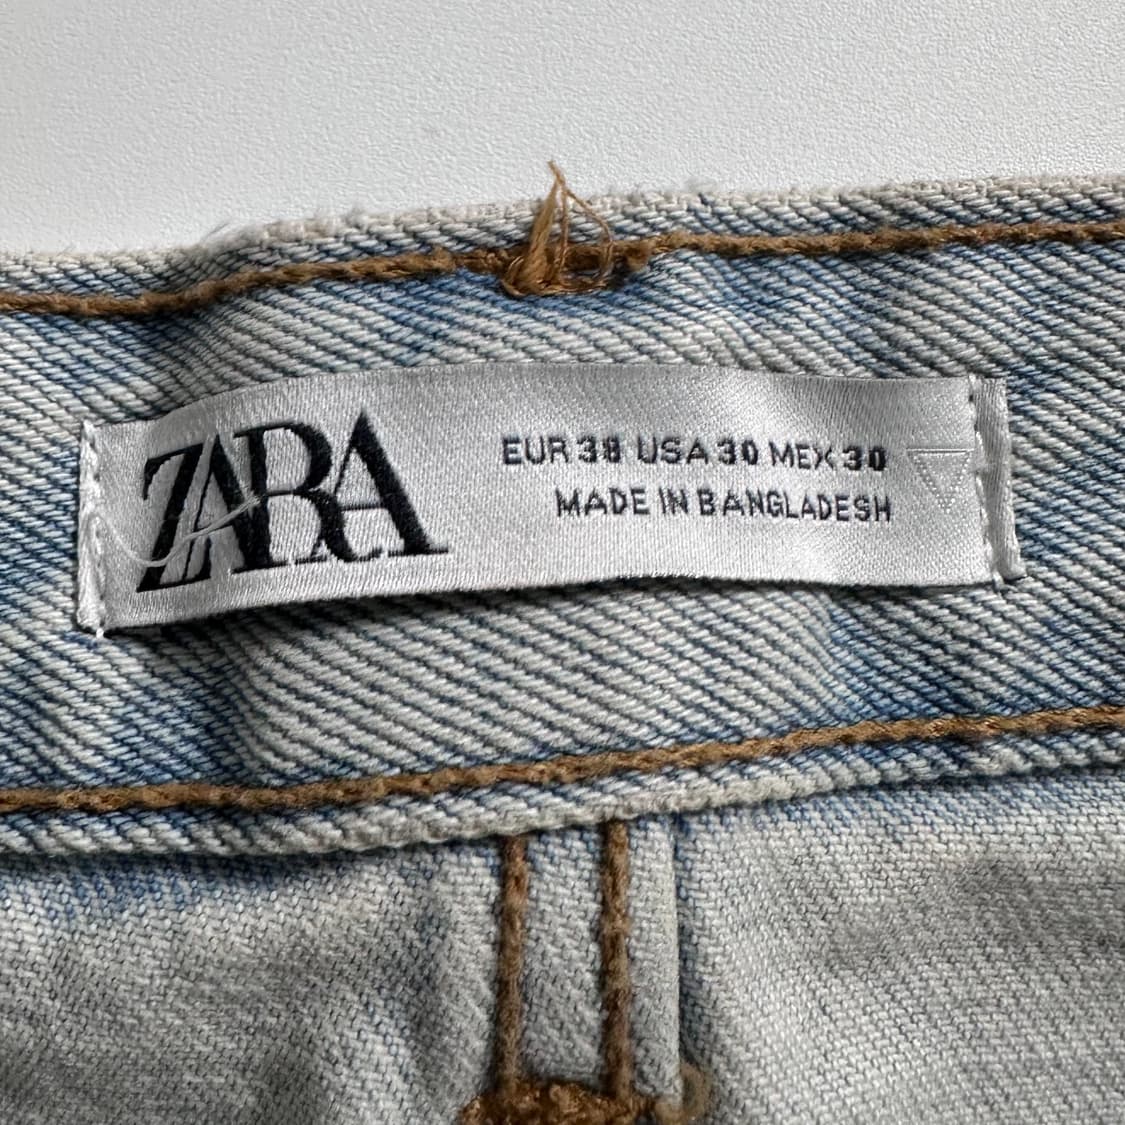 ZARA
EUR 38 USA 30 MEX 30
MADE IN BANGLADESH